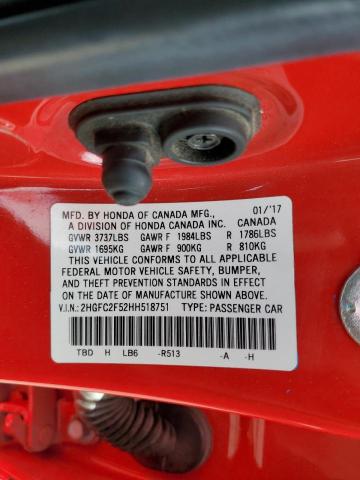 MFD. BY HONDA OF CANADA MFG., 01/'17
A DIVISION OF HONDA CANADA INC. CANADA
GVWR 3737LBS GAWR F 1984LBS R 1786LBS
GVWR 1695KG GAWR F 900KG R 810KG
THIS VEHICLE CONFORMS TO ALL APPLICABLE
FEDERAL MOTOR VEHICLE SAFETY, BUMPER,
AND THEFT PREVENTION STANDARDS IN EFFECT
ON THE DATE OF MANUFACTURE SHOWN ABOVE.
V.I.N.: 2HGFC2F52HH518751 TYPE: PASSENGER CAR
TBD H LB6 -R513 -A -H